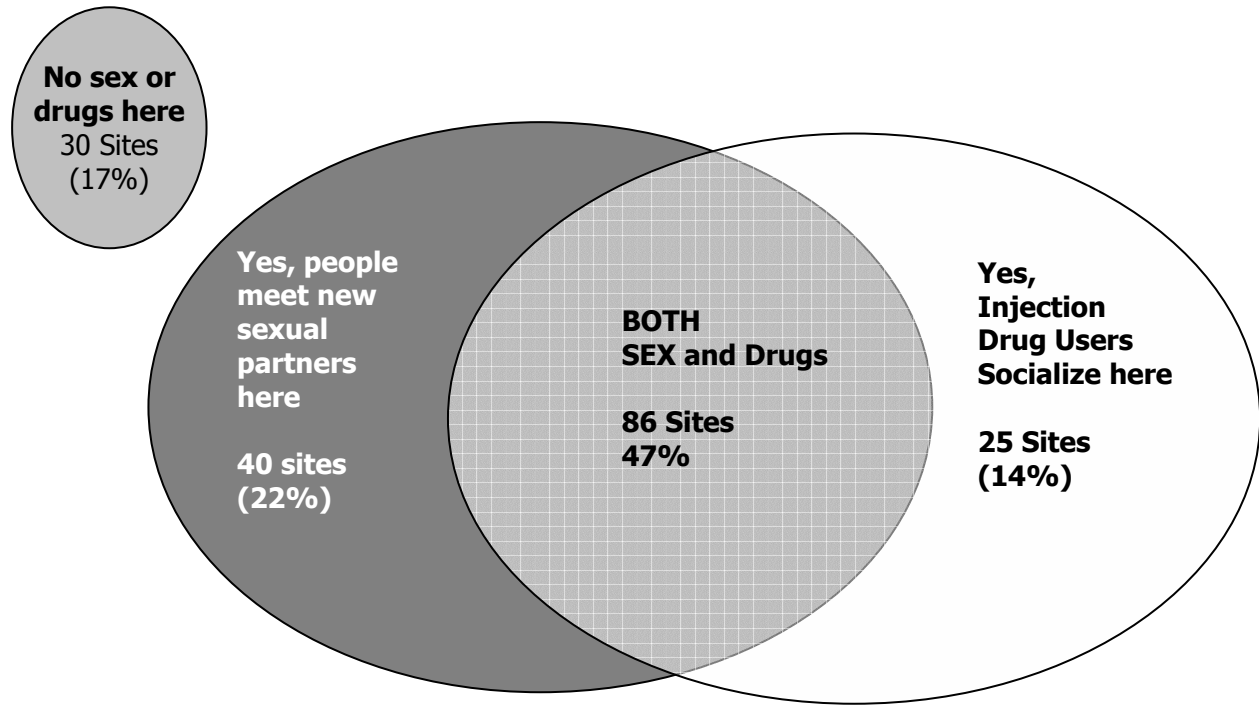 No sex or
drugs here
30 Sites
(17%)
Yes, people
meet new
sexual
partners
here
40 sites
(22%)
BOTH
SEX and Drugs
86 Sites
47%
Yes,
Injection
Drug Users
Socialize here
25 Sites
(14%)